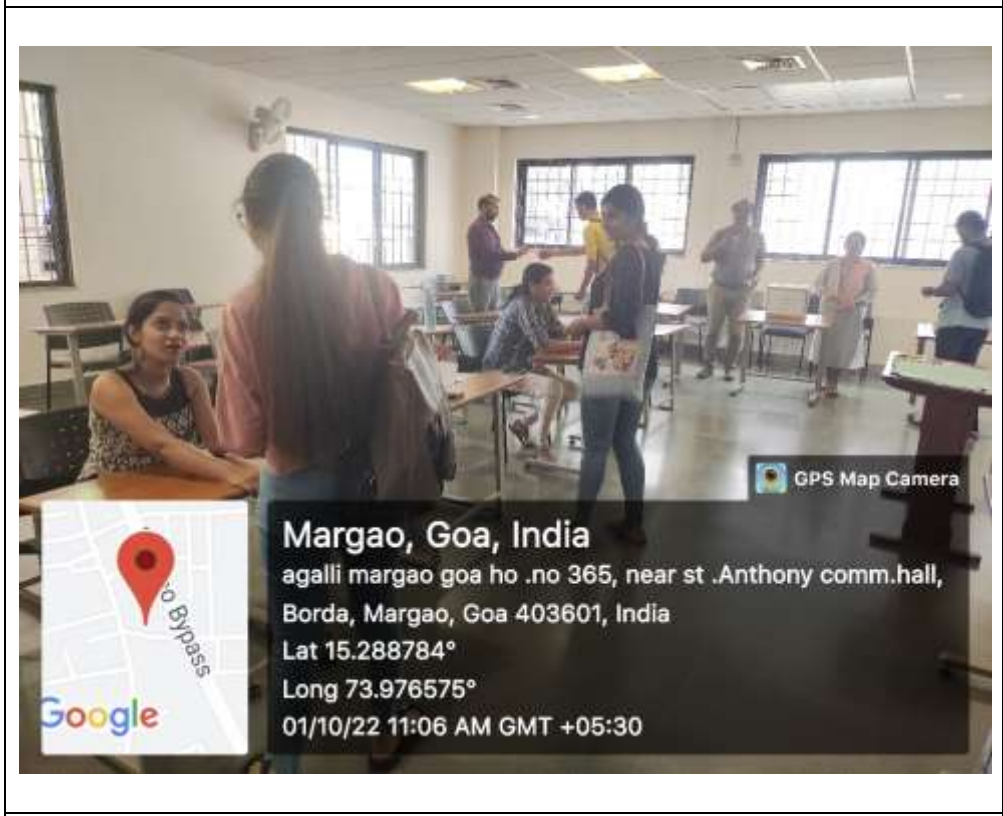 GPS Map Camera
Margao, Goa, India
agalli margao goa ho .no 365, near st .Anthony comm.hall,
Borda, Margao, Goa 403601, India
Lat 15.288784°
Long 73.976575°
01/10/22 11:06 AM GMT +05:30
o Bypass
Google